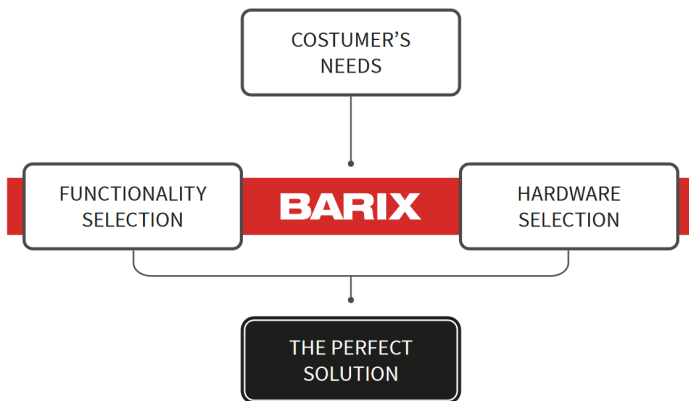 COSTUMER’S
NEEDS
FUNCTIONALITY
SELECTION
BARIX
HARDWARE
SELECTION
THE PERFECT
SOLUTION